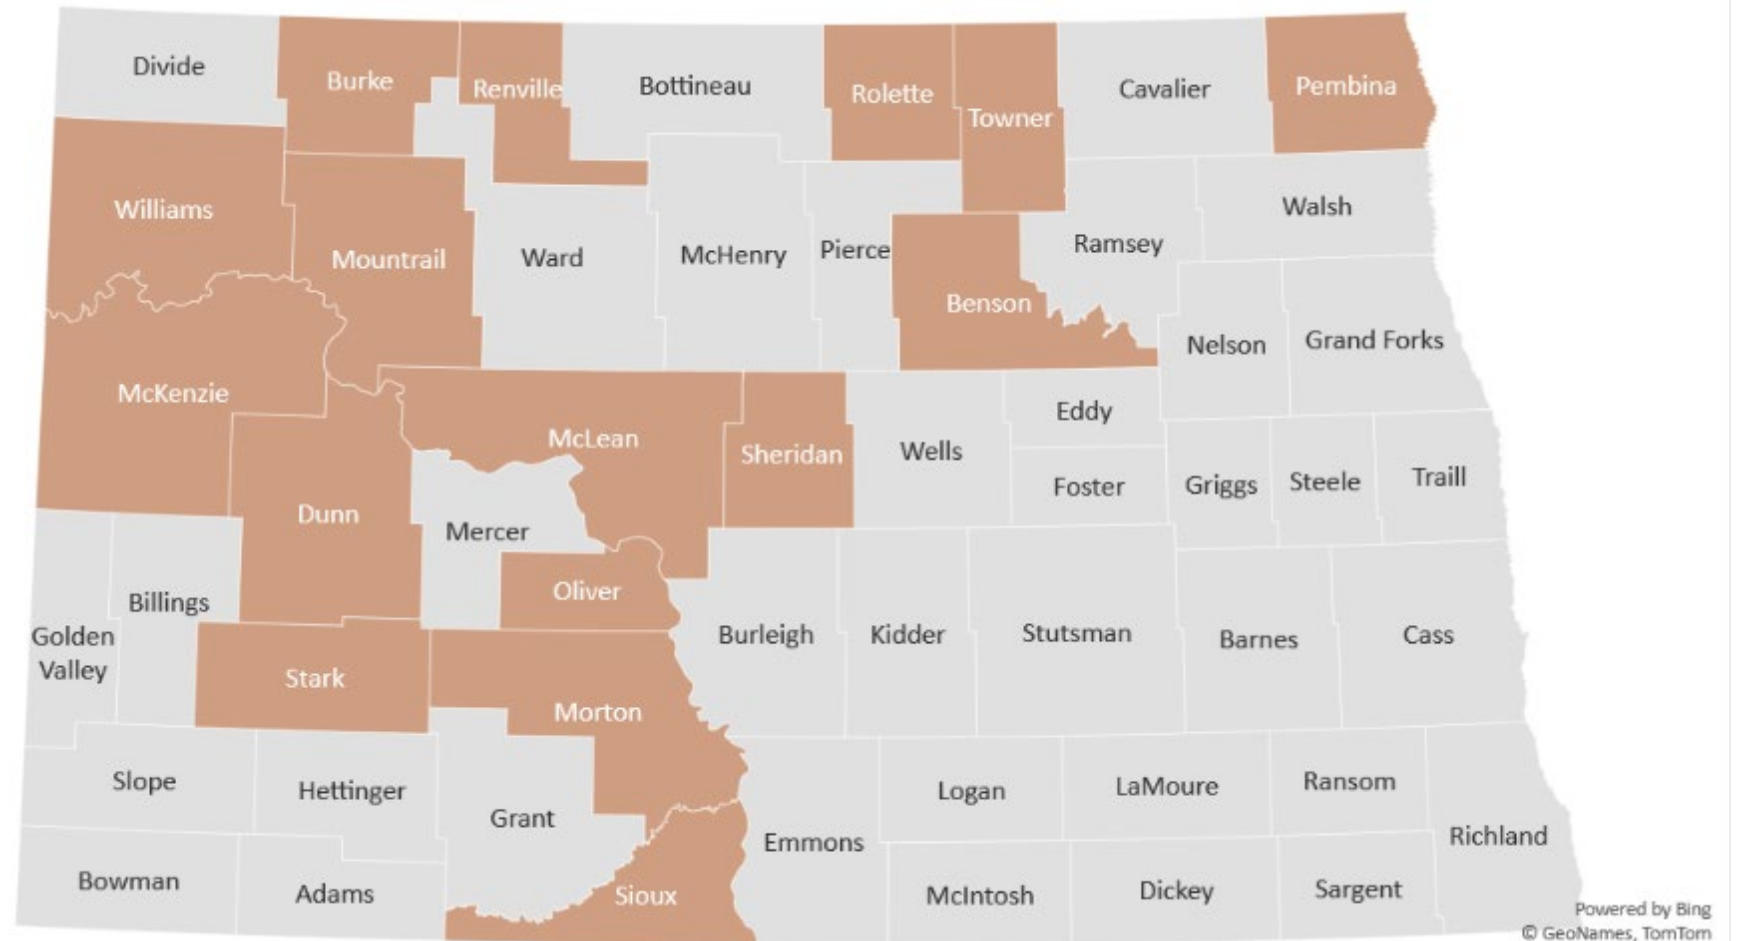 Divide
Burke
Renville
Bottineau
Rolette
Towner
Cavalier
Pembina
Williams
Mountrail
Ward
McHenry
Pierce
Benson
Ramsey
Walsh
Nelson
Grand Forks
McKenzie
McLean
Sheridan
Wells
Eddy
Foster
Griggs
Steele
Traill
Dunn
Mercer
Oliver
Billings
Golden
Valley
Stark
Morton
Burleigh
Kidder
Stutsman
Barnes
Cass
Slope
Hettinger
Grant
Emmons
Logan
LaMoure
Ransom
Richland
Bowman
Adams
Sioux
McIntosh
Dickey
Sargent
Powered by Bing
© GeoNames, TomTom